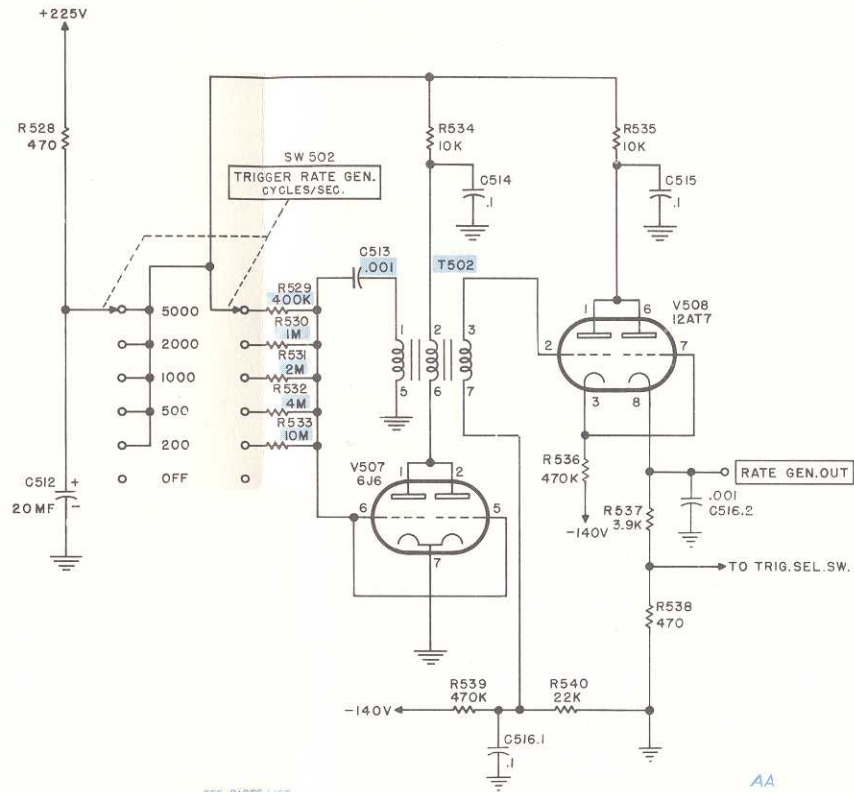 +225V
R528
470
SW 502
TRIGGER RATE GEN.
CYCLES/SEC.
R534
10K
R535
10K
C514
.1
C515
.1
C513
.001
T502
R529
400K
R530
1M
R531
2M
R532
4M
R533
10M
5000
2000
1000
500
200
OFF
1
5
2
6
3
7
V508
12AT7
1
6
2
7
3
8
C512
+
-
20MF
V507
6J6
1
2
6
5
7
R536
470K
-140V
RATE GEN.OUT
.001
C516.2
R537
3.9K
TO TRIG.SEL.SW.
R538
470
-140V
R539
470K
R540
22K
C516.1
.1
SEE PARTS LIST
AA